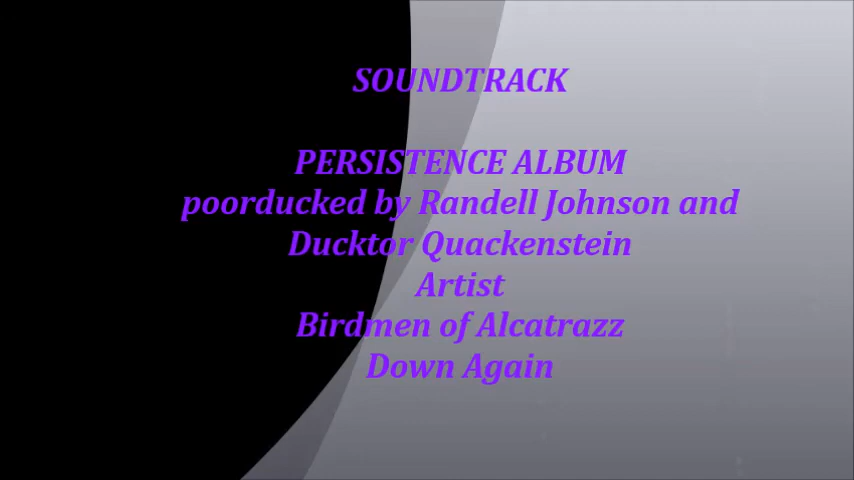 SOUNDTRACK
PERSISTENCE ALBUM
poorducked by Randell Johnson and
Ducktor Quackenstein
Artist
Birdmen of Alcatrazz
Down Again